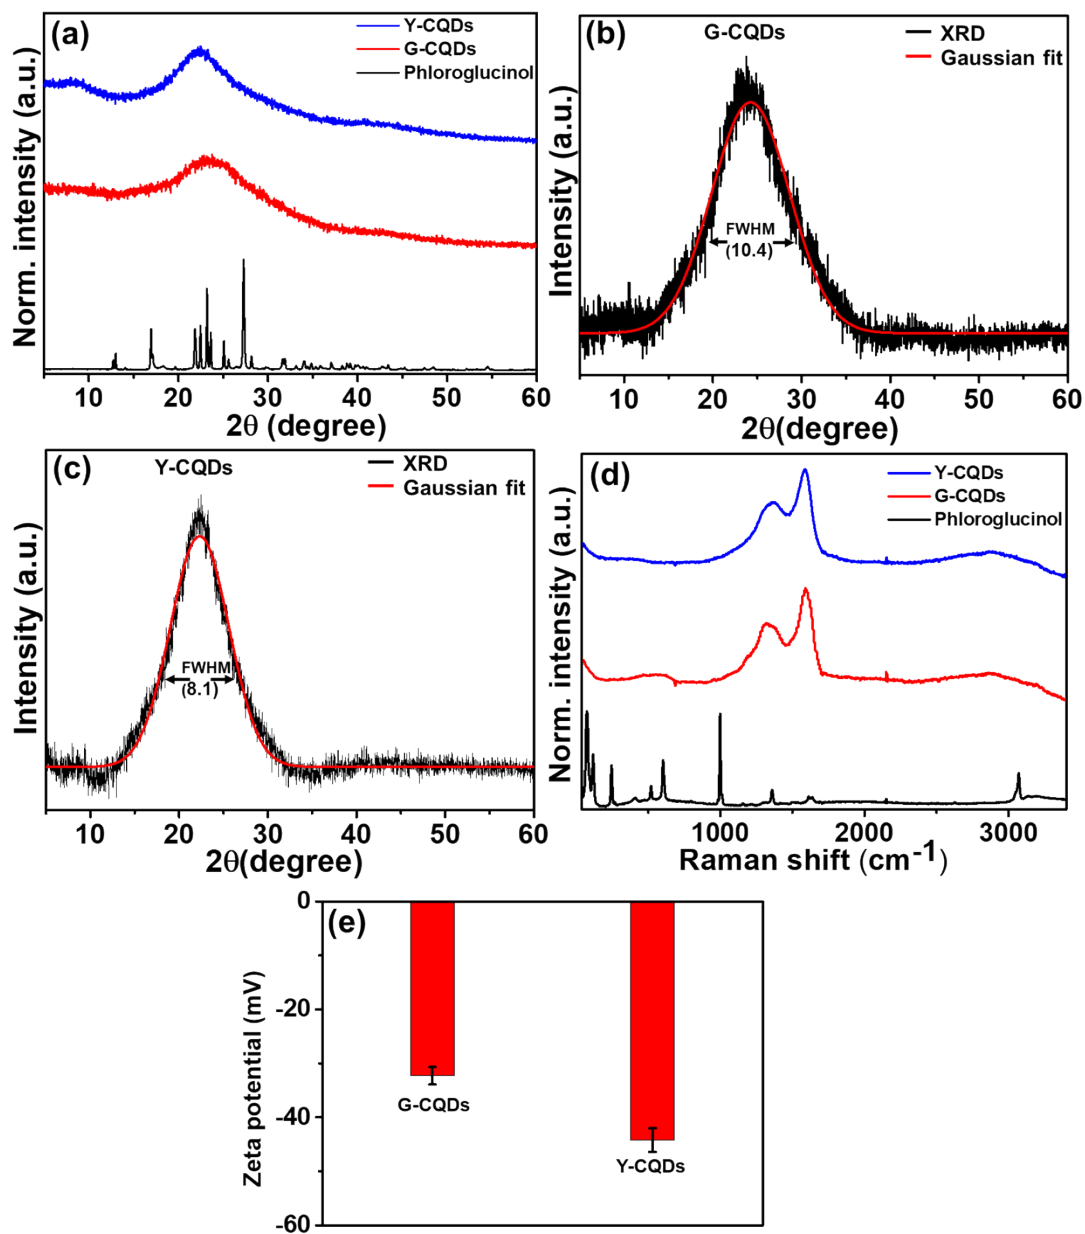 (a)
Y-CQDs
G-CQDs
Phloroglucinol
Norm. intensity (a.u.)
10 20 30 40 50 60
2θ (degree)
(b)
G-CQDs
XRD
Gaussian fit
Intensity (a.u.)
FWHM
(10.4)
10 20 30 40 50 60
2θ(degree)
(c)
Y-CQDs
XRD
Gaussian fit
Intensity (a.u.)
FWHM
(8.1)
10 20 30 40 50 60
2θ(degree)
(d)
Y-CQDs
G-CQDs
Phloroglucinol
Norm. intensity (a.u.)
1000 2000 3000
Raman shift (cm-1)
(e)
Zeta potential (mV)
0
-20
-40
-60
G-CQDs
Y-CQDs